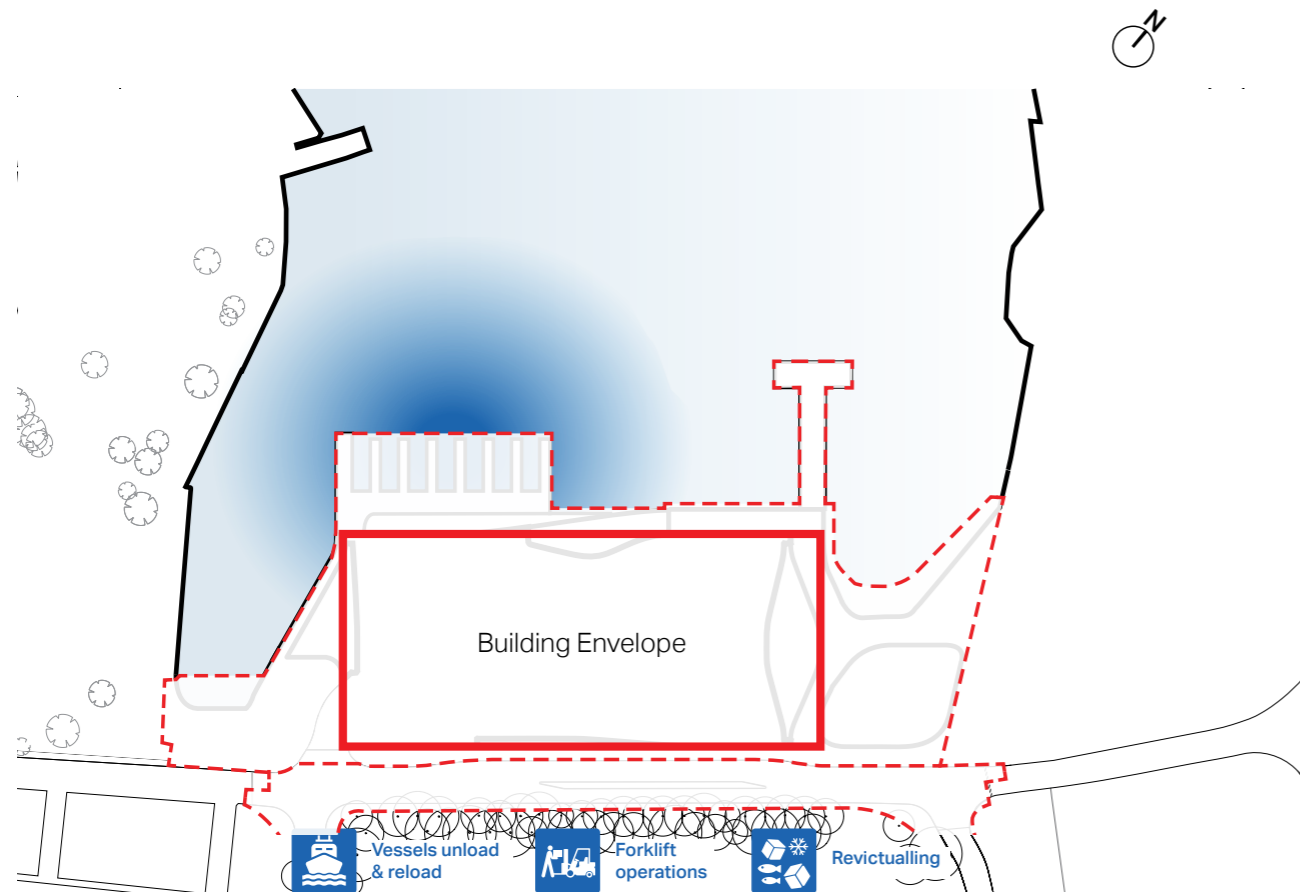 N
Building Envelope
Vessels unload
& reload
Forklift
operations
Revictualling